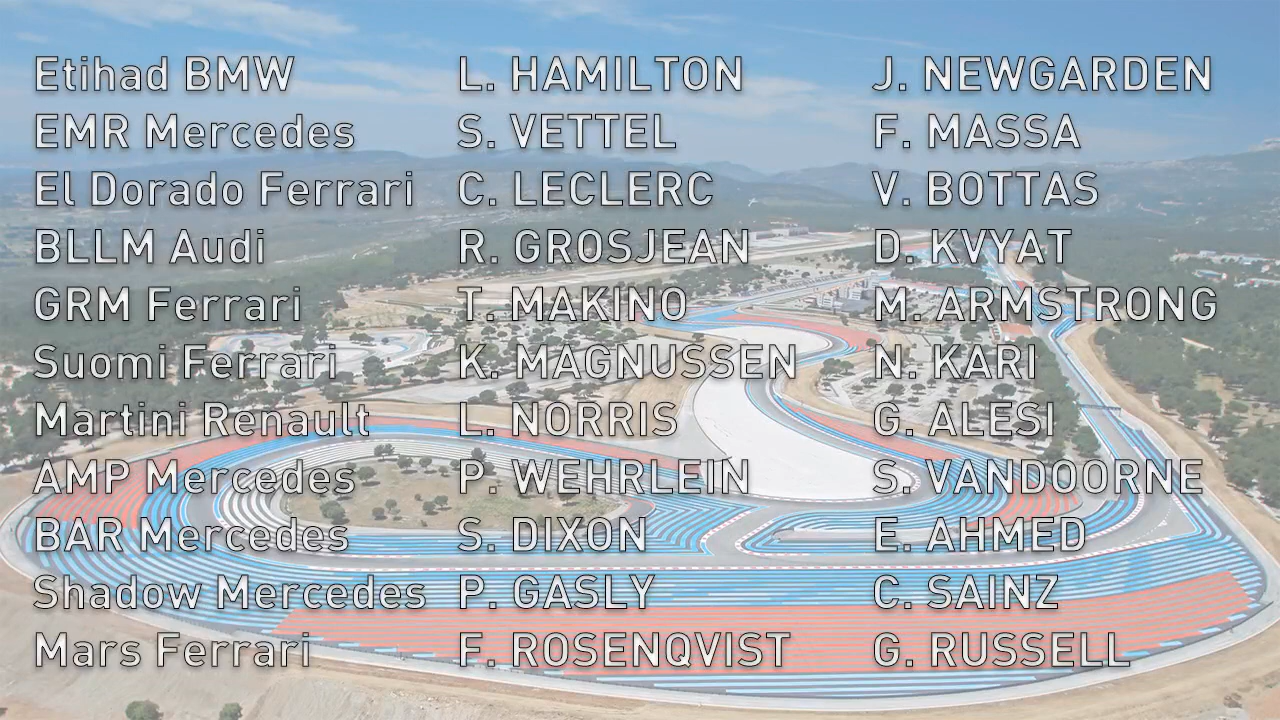 Etihad BMW L. HAMILTON J. NEWGARDEN
EMR Mercedes S. VETTEL F. MASSA
El Dorado Ferrari C. LECLERC V. BOTTAS
BLLM Audi R. GROSJEAN D. KVYAT
GRM Ferrari T. MAKINO M. ARMSTRONG
Suomi Ferrari K. MAGNUSSEN N. KARI
Martini Renault L. NORRIS G. ALESI
AMP Mercedes P. WEHRLEIN S. VANDOORNE
BAR Mercedes S. DIXON E. AHMED
Shadow Mercedes P. GASLY C. SAINZ
Mars Ferrari F. ROSENQVIST G. RUSSELL